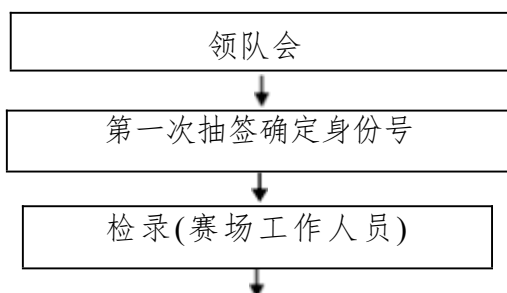 领队会
第一次抽签确定身份号
检录(赛场工作人员)